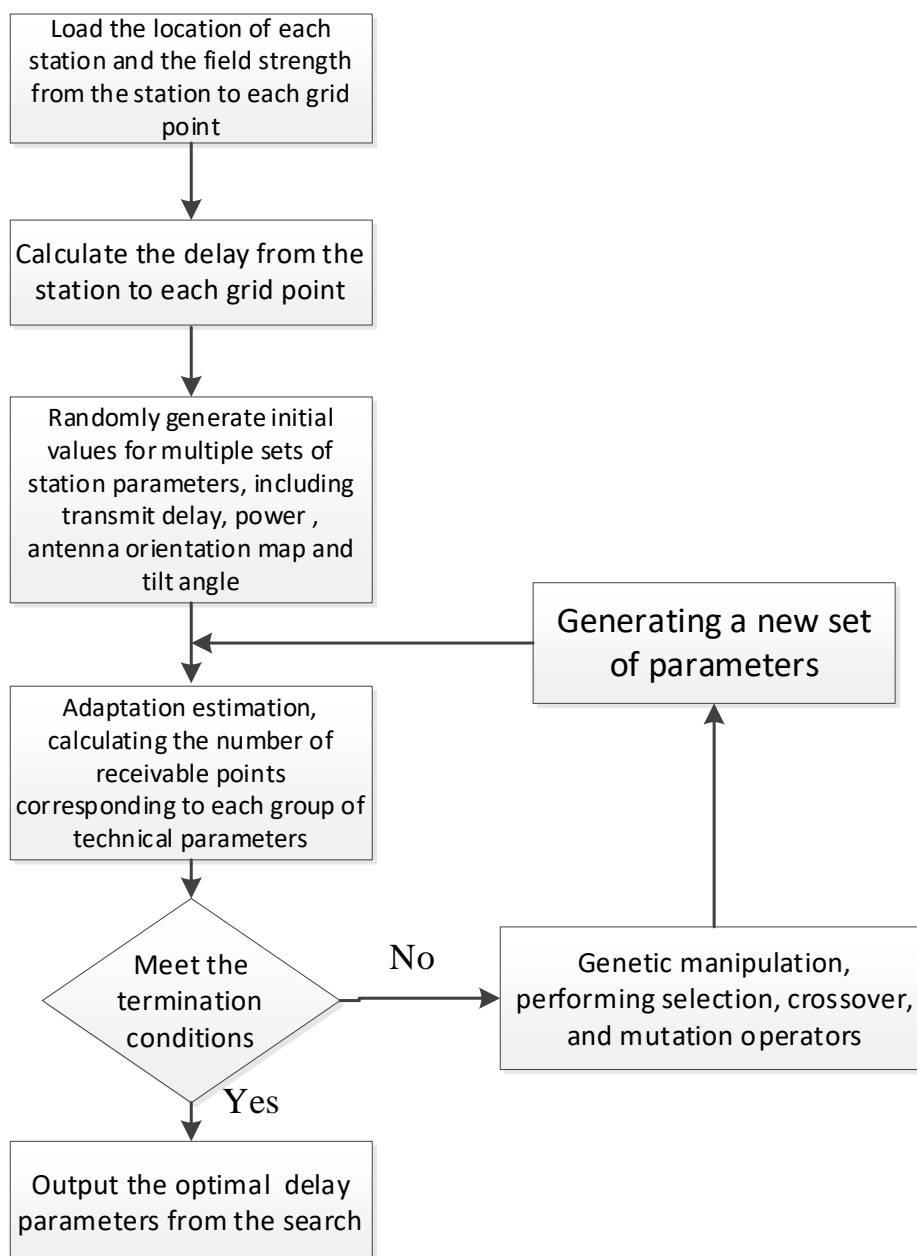 Load the location of each
station and the field strength
from the station to each grid
point
Calculate the delay from the
station to each grid point
Randomly generate initial
values for multiple sets of
station parameters, including
transmit delay, power ,
antenna orientation map and
tilt angle
Generating a new set
of parameters
Adaptation estimation,
calculating the number of
receivable points
corresponding to each group of
technical parameters
Meet the
termination
conditions
No
Genetic manipulation,
performing selection, crossover,
and mutation operators
Yes
Output the optimal delay
parameters from the search